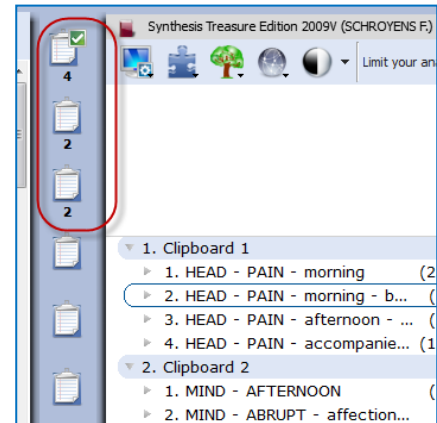 Synthesis Treasure Edition 2009V (SCHROYENS F.)
Limit your an
4
2
2
1. Clipboard 1
1. HEAD - PAIN - morning (2
2. HEAD - PAIN - morning - b... (
3. HEAD - PAIN - afternoon - ... (
4. HEAD - PAIN - accompanie... (1
2. Clipboard 2
1. MIND - AFTERNOON (
2. MIND - ABRUPT - affection...